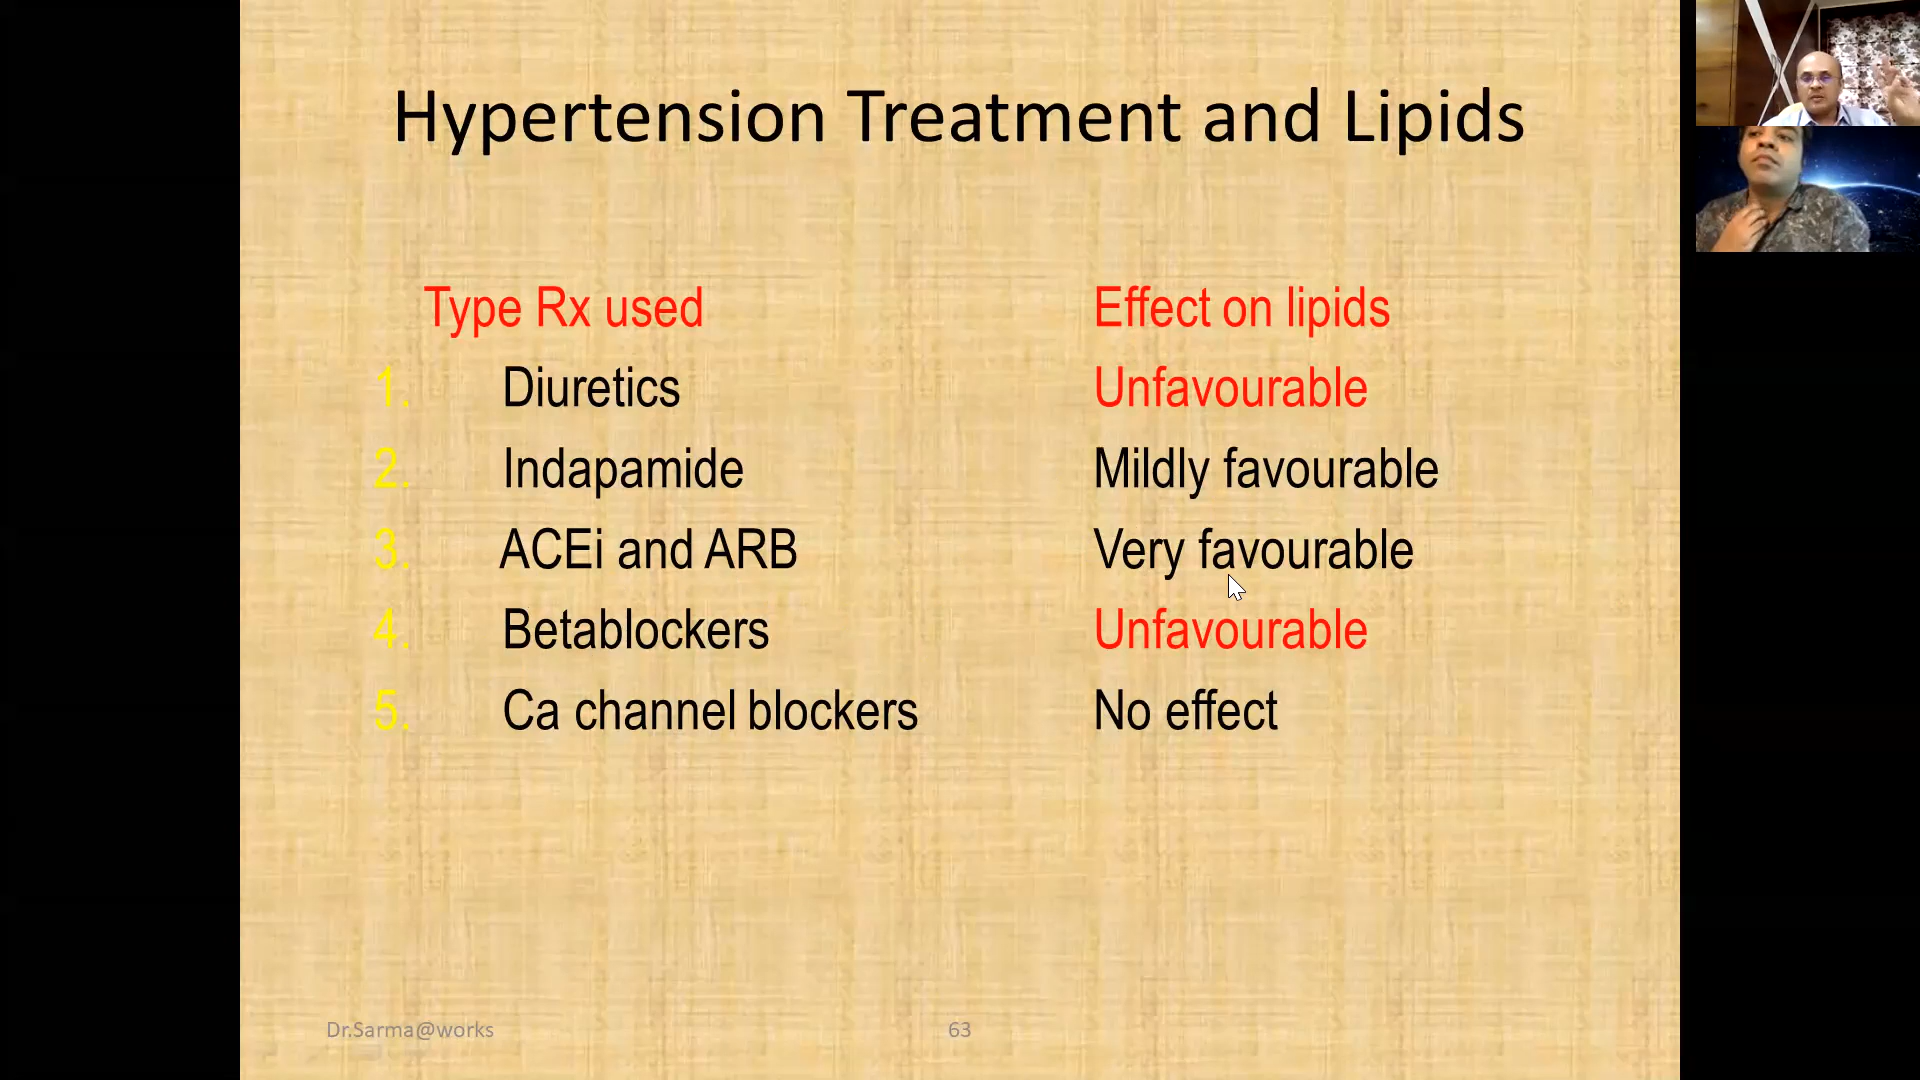 Hypertension Treatment and Lipids
Type Rx used Effect on lipids
1. Diuretics Unfavourable
2. Indapamide Mildly favourable
3. ACEi and ARB Very favourable
4. Betablockers Unfavourable
5. Ca channel blockers No effect
Dr.Sarma@works 63